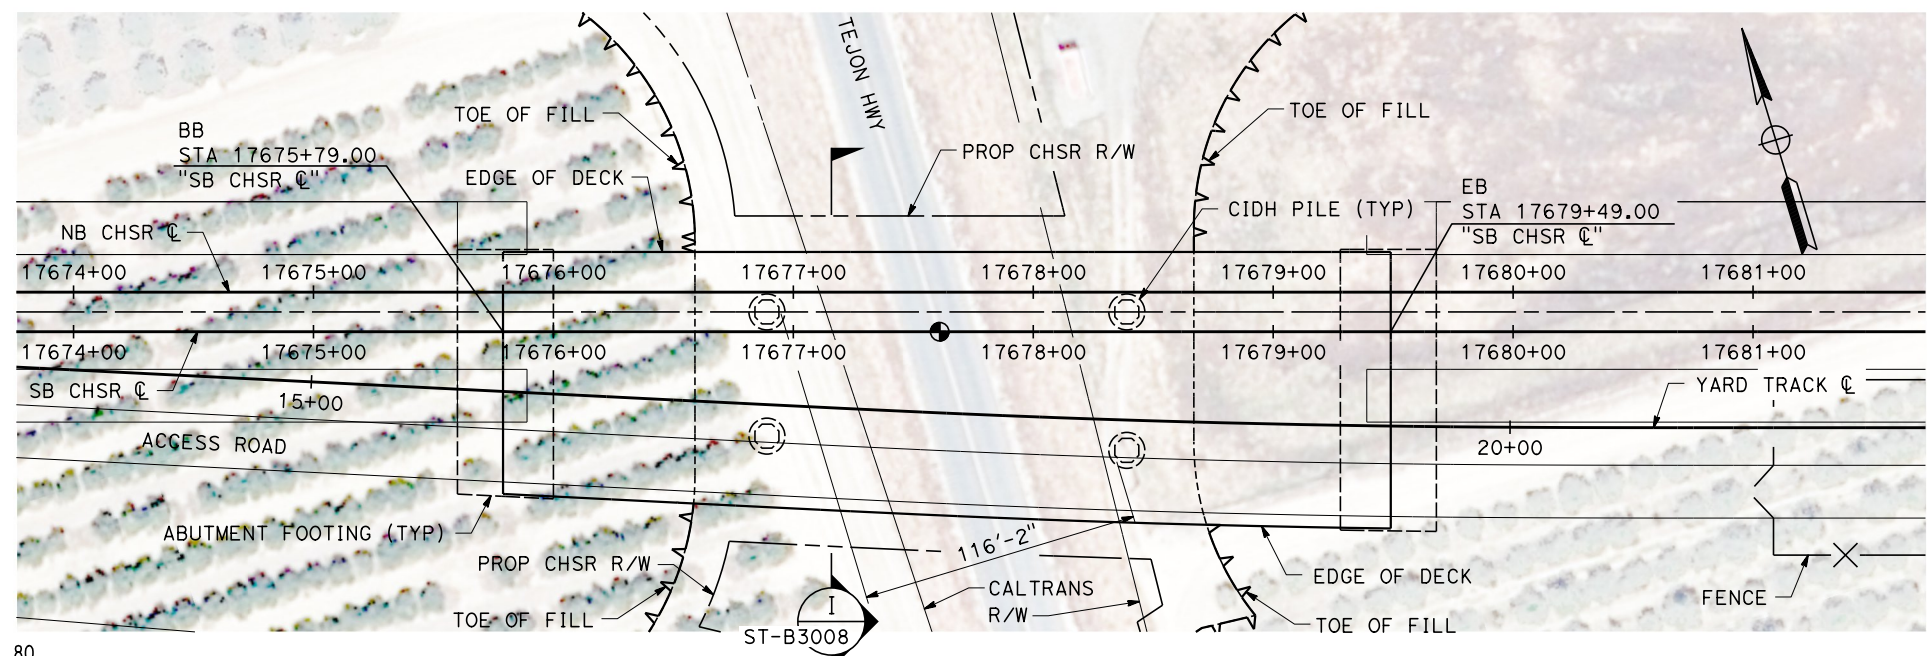 TEJON HWY
TOE OF FILL
TOE OF FILL
BB
STA 17675+79.00
"SB CHSR ℄"
PROP CHSR R/W
EDGE OF DECK
EB
STA 17679+49.00
"SB CHSR ℄"
CIDH PILE (TYP)
NB CHSR ℄
17674+00 17675+00 17676+00 17677+00 17678+00 17679+00 17680+00 17681+00
17674+00 17675+00 17676+00 17677+00 17678+00 17679+00 17680+00 17681+00
SB CHSR ℄
15+00
YARD TRACK ℄
ACCESS ROAD
20+00
ABUTMENT FOOTING (TYP)
116'-2"
PROP CHSR R/W
EDGE OF DECK
CALTRANS
R/W
FENCE
I
ST-B3008
TOE OF FILL
TOE OF FILL
80